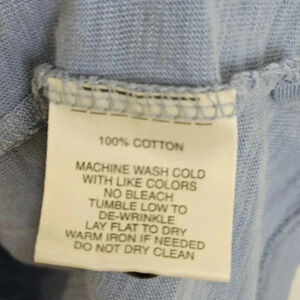 100% COTTON
MACHINE WASH COLD
WITH LIKE COLORS
NO BLEACH
TUMBLE LOW TO
DE-WRINKLE
LAY FLAT TO DRY
WARM IRON IF NEEDED
DO NOT DRY CLEAN